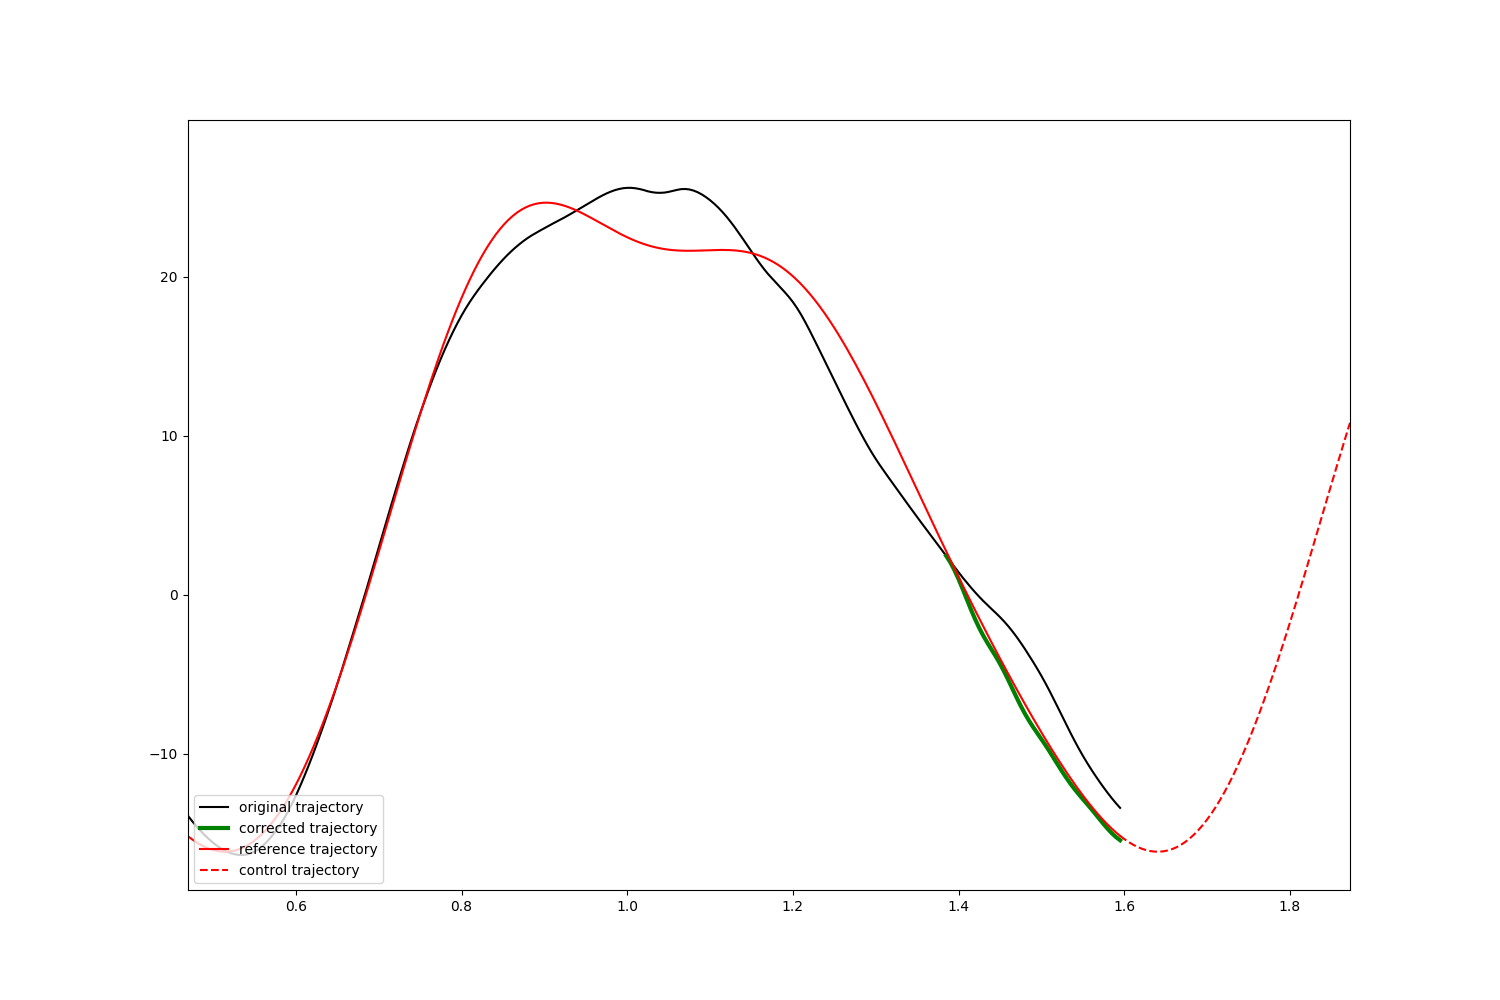 20
10
0
−10
original trajectory
corrected trajectory
reference trajectory
control trajectory
0.6 0.8 1.0 1.2 1.4 1.6 1.8